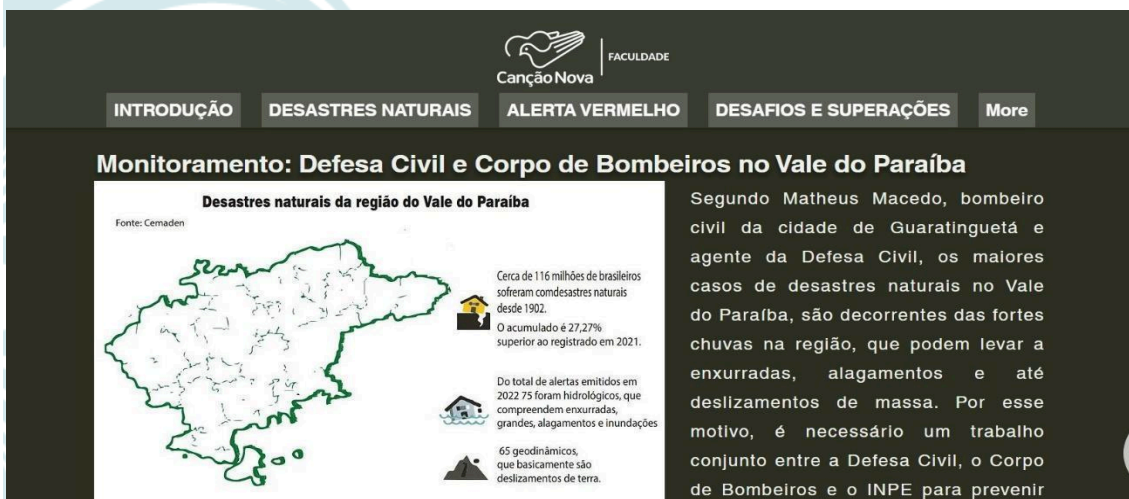 Canção Nova
FACULDADE
INTRODUÇÃO
DESASTRES NATURAIS
ALERTA VERMELHO
DESAFIOS E SUPERAÇÕES
More
Monitoramento: Defesa Civil e Corpo de Bombeiros no Vale do Paraíba
Desastres naturais da região do Vale do Paraíba
Fonte: Cemaden
Cerca de 116 milhões de brasileiros
sofreram comdesastres naturais
desde 1902.
O acumulado é 27,27%
superior ao registrado em 2021.
Do total de alertas emitidos em
2022 75 foram hidrológicos, que
compreendem enxurradas,
grandes, alagamentos e inundações
65 geodinâmicos,
que basicamente são
deslizamentos de terra.
Segundo Matheus Macedo, bombeiro
civil da cidade de Guaratinguetá e
agente da Defesa Civil, os maiores
casos de desastres naturais no Vale
do Paraíba, são decorrentes das fortes
chuvas na região, que podem levar a
enxurradas, alagamentos e até
deslizamentos de massa. Por esse
motivo, é necessário um trabalho
conjunto entre a Defesa Civil, o Corpo
de Bombeiros e o INPE para prevenir